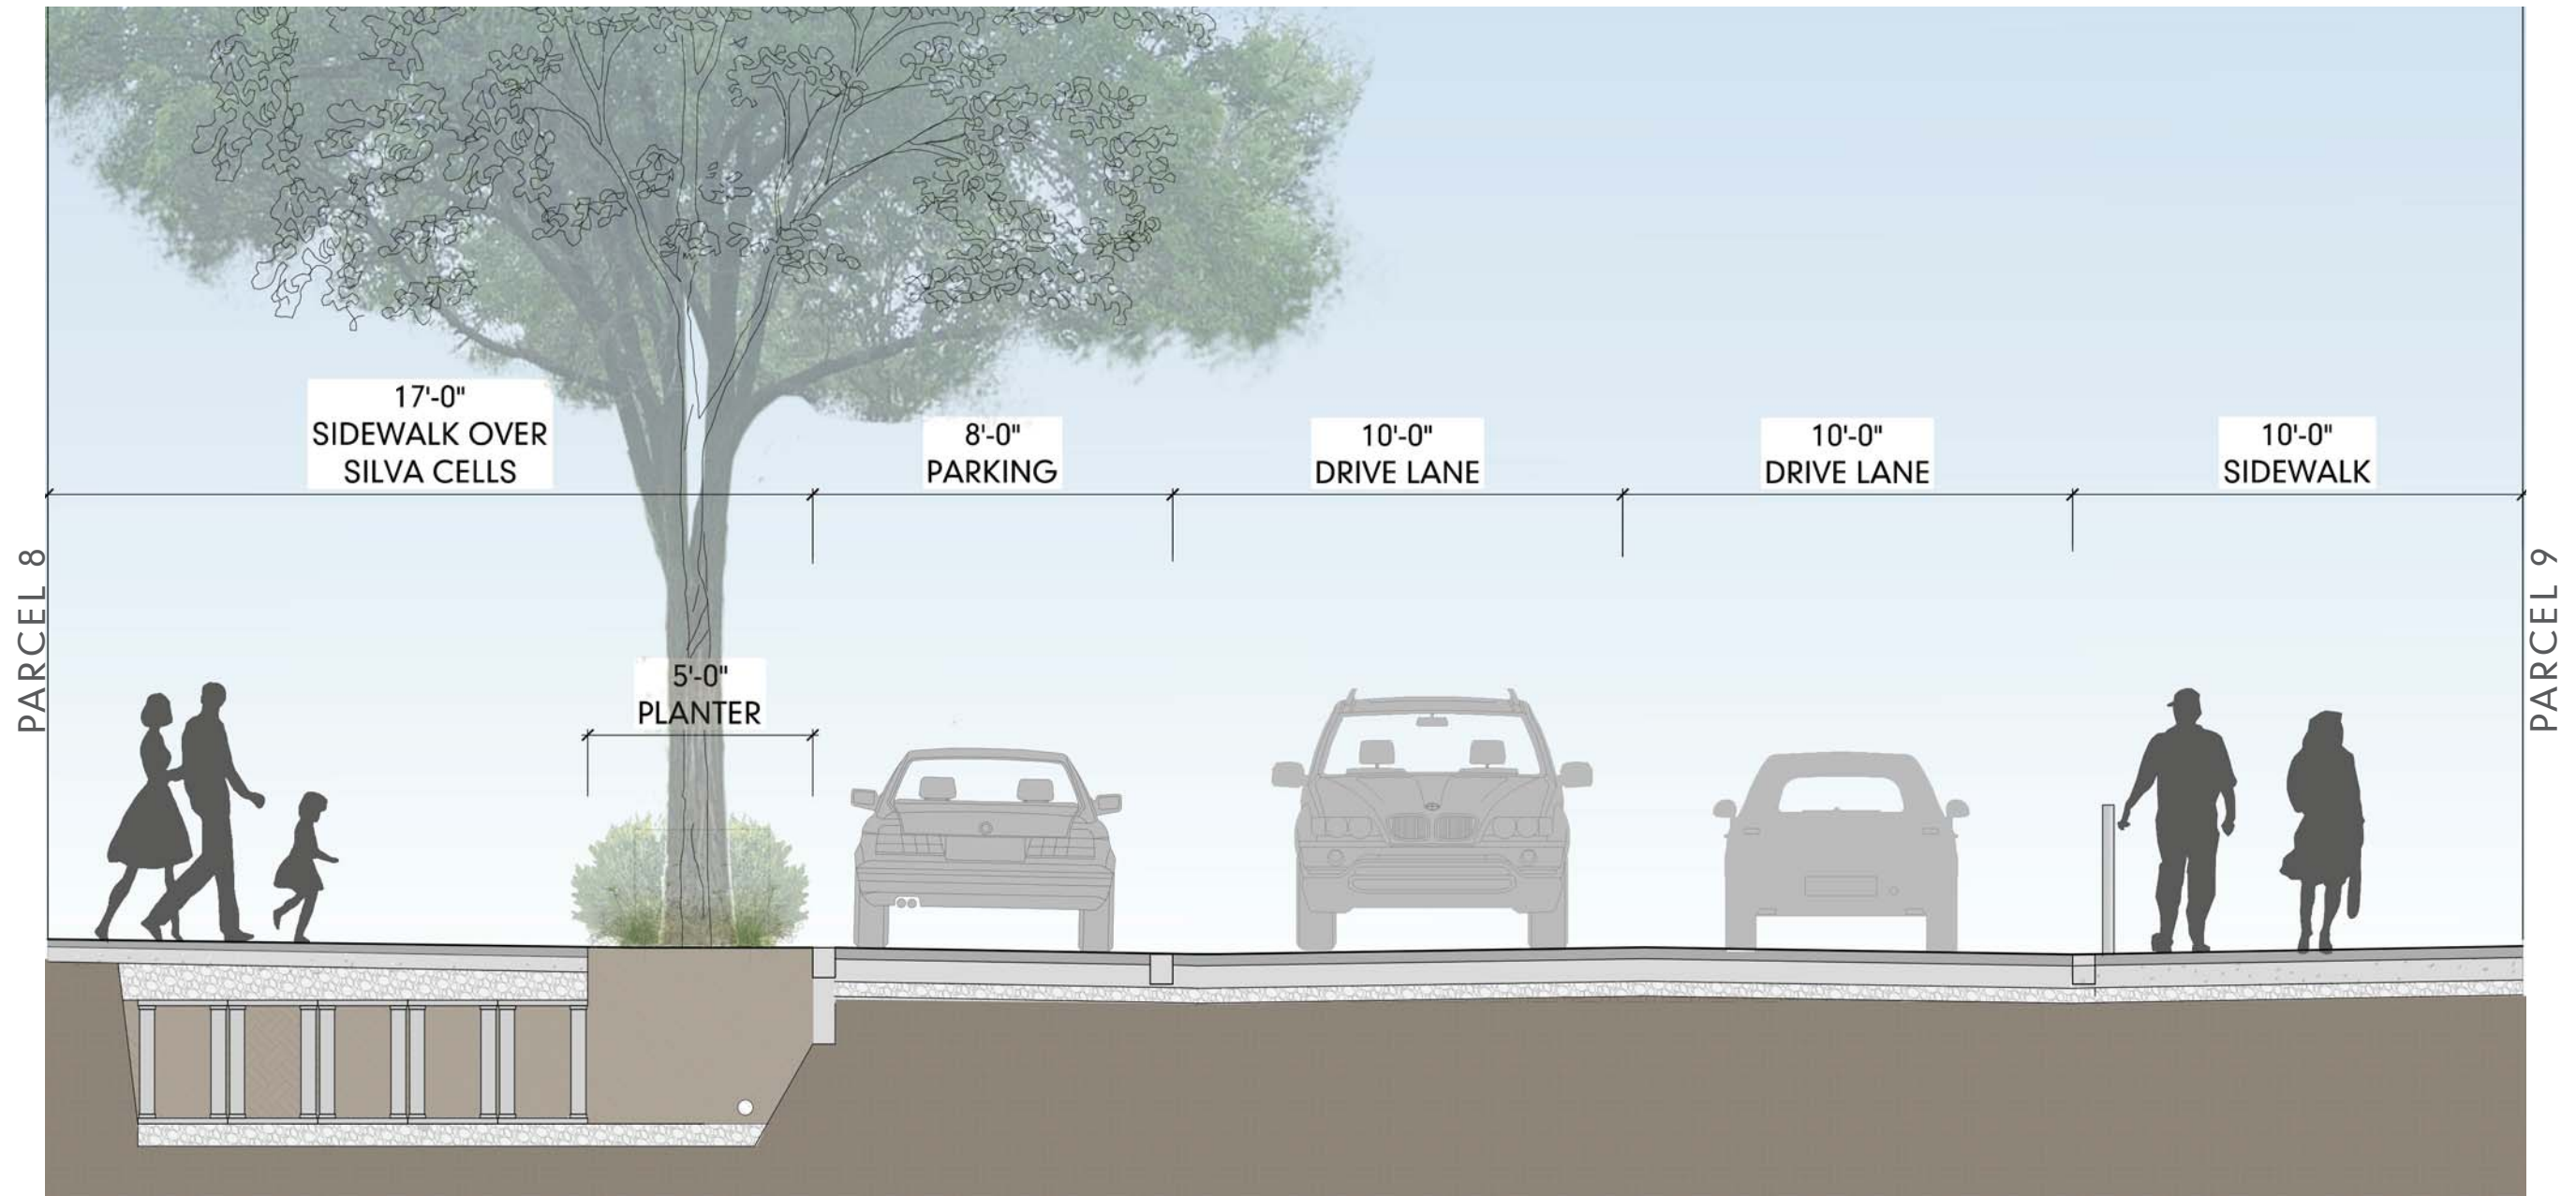 17'-0"
SIDEWALK OVER
SILVA CELLS
8'-0"
PARKING
10'-0"
DRIVE LANE
10'-0"
DRIVE LANE
10'-0"
SIDEWALK
PARCEL 8
PARCEL 9
5'-0"
PLANTER